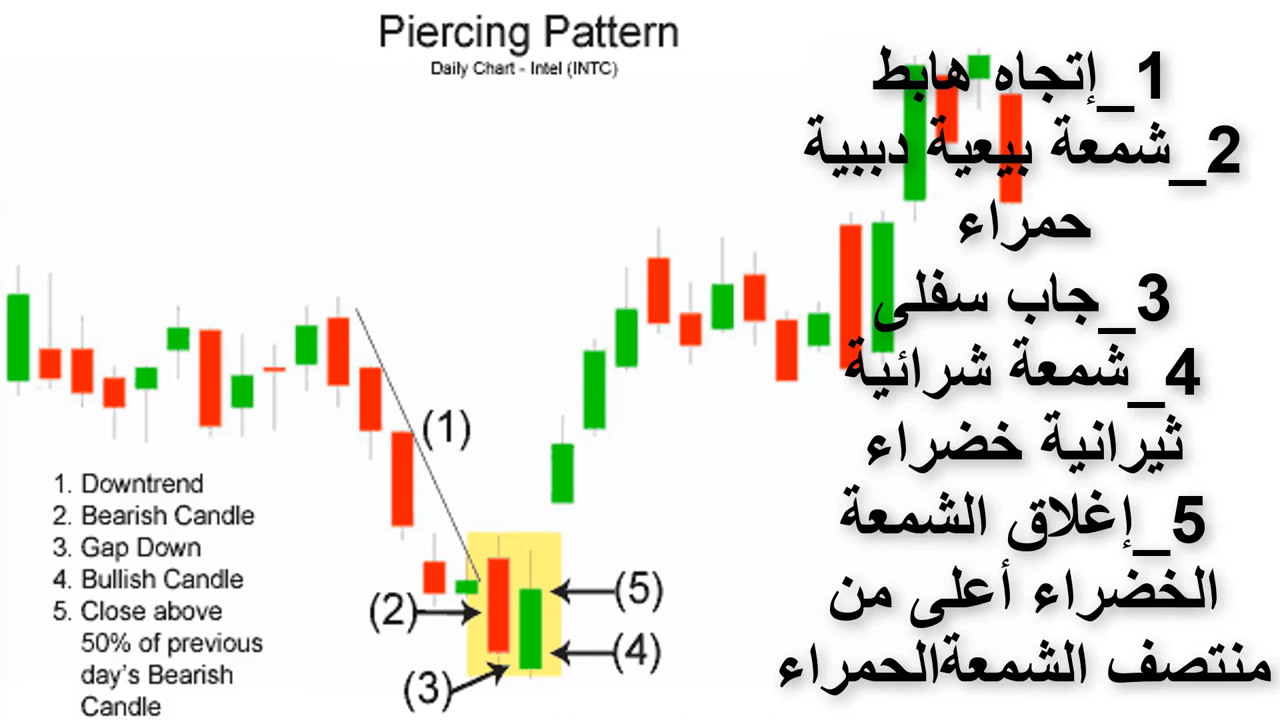 Piercing Pattern
Daily Chart - Intel (INTC)
1_إتجاه هابط
2_شمعة بيعية دببية
حمراء
3_جاب سفلى
4_شمعة شرائية
ثيرانية خضراء
5_إغلاق الشمعة
الخضراء أعلى من
منتصف الشمعةالحمراء
(1)
1. Downtrend
2. Bearish Candle
3. Gap Down
4. Bullish Candle
5. Close above
50% of previous
day's Bearish
Candle
(5)
(2)
(4)
(3)